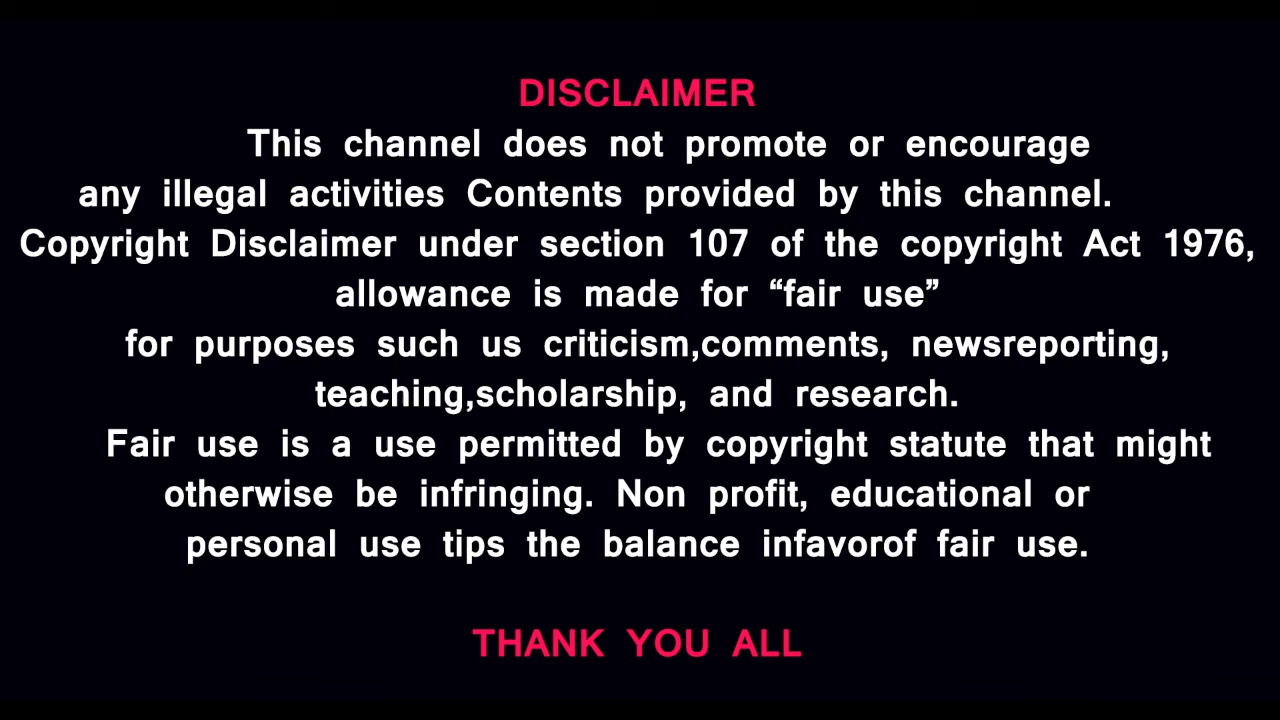 DISCLAIMER
This channel does not promote or encourage
any illegal activities Contents provided by this channel.
Copyright Disclaimer under section 107 of the copyright Act 1976,
allowance is made for “fair use”
for purposes such us criticism,comments, newsreporting,
teaching,scholarship, and research.
Fair use is a use permitted by copyright statute that might
otherwise be infringing. Non profit, educational or
personal use tips the balance infavorof fair use.
THANK YOU ALL